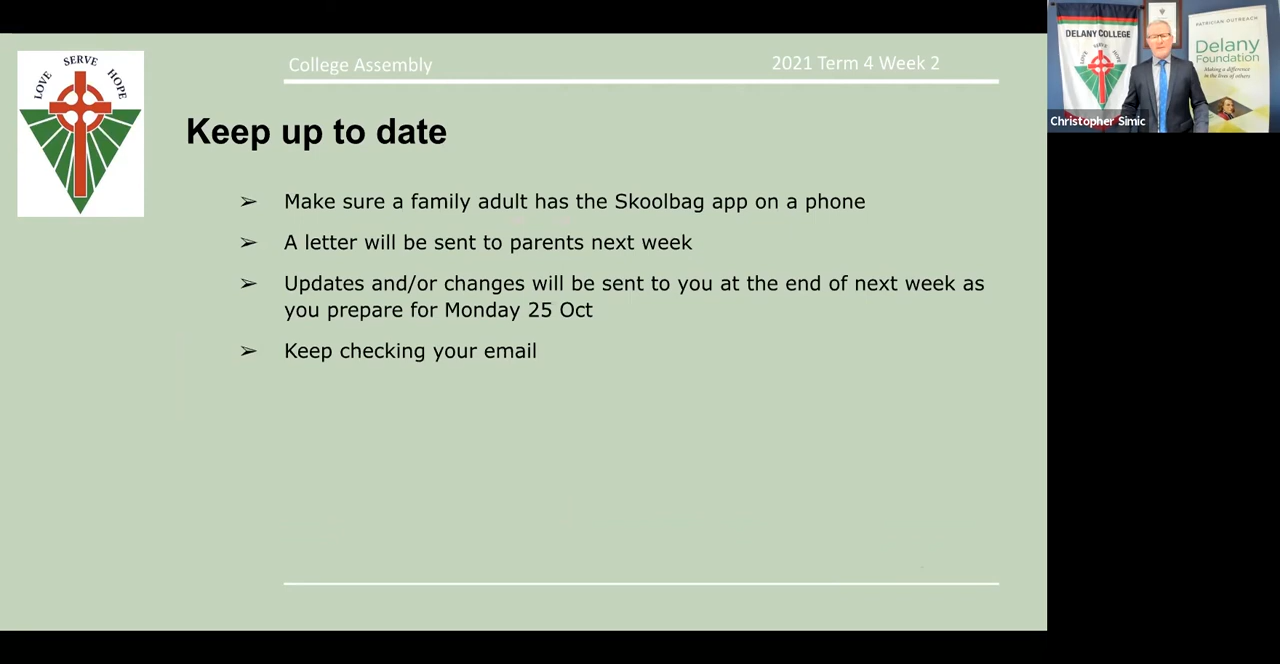 LOVE SERVE HOPE
College Assembly
2021 Term 4 Week 2
Keep up to date
➢ Make sure a family adult has the Skoolbag app on a phone
➢ A letter will be sent to parents next week
➢ Updates and/or changes will be sent to you at the end of next week as
you prepare for Monday 25 Oct
➢ Keep checking your email
DELANY COLLEGE
LOVE SERVE HOPE
PATRICIAN OUTREACH
Delany
Foundation
Making a difference
in the lives of others
Christopher Simic